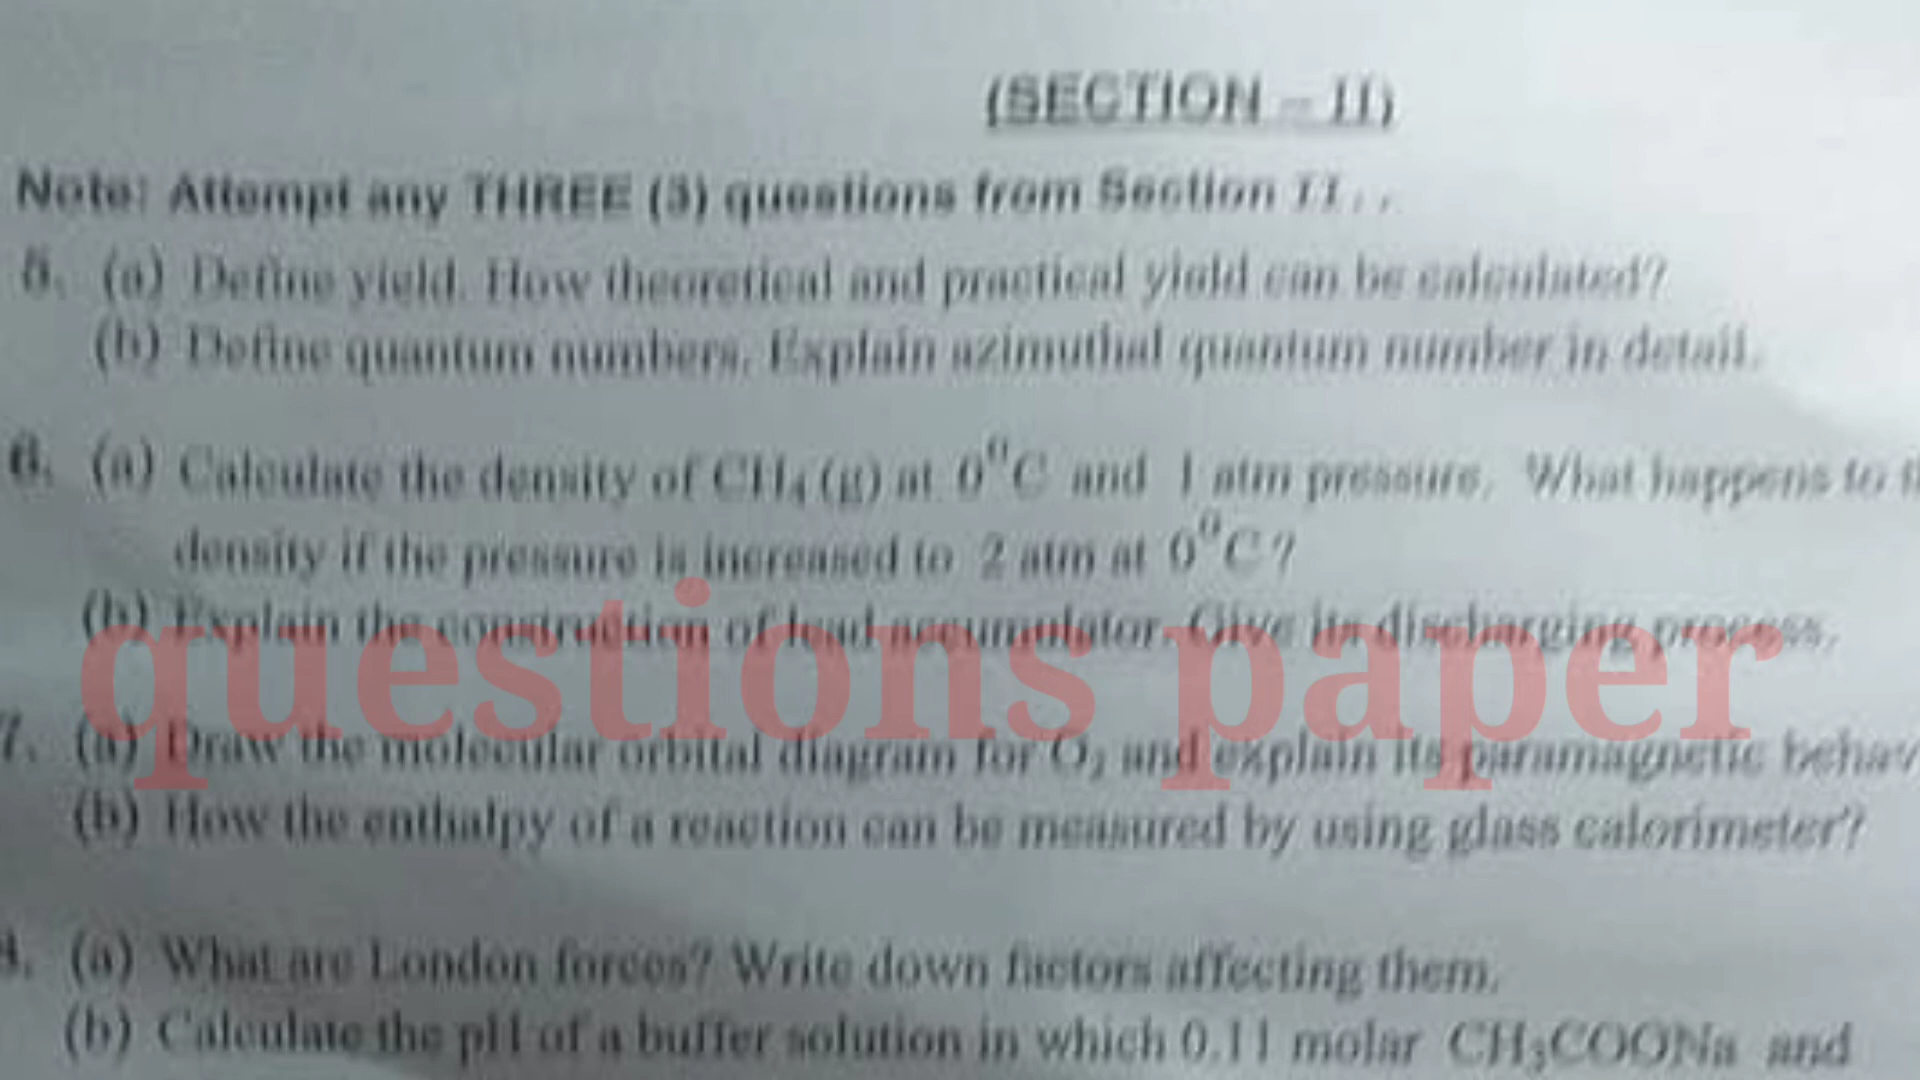 (SECTION – II)
Note: Attempt any THREE (3) questions from Section II . .
5. (a) Define yield. How theoretical and practical yield can be calculated?
(b) Define quantum numbers. Explain azimuthal quantum number in detail.
6. (a) Calculate the density of CH₄(g) at 0⁰C and 1 atm pressure. What happens to
density if the pressure is increased to 2 atm at 0⁰C?
(b) Explain the construction of lead accumulator. Give its discharging process.
questions paper
7. (a) Draw the molecular orbital diagram for O₂ and explain its paramagnetic behav
(b) How the enthalpy of a reaction can be measured by using glass calorimeter?
(a) What are London forces? Write down factors affecting them.
(b) Calculate the pH of a buffer solution in which 0.11 molar CH₃COONa and